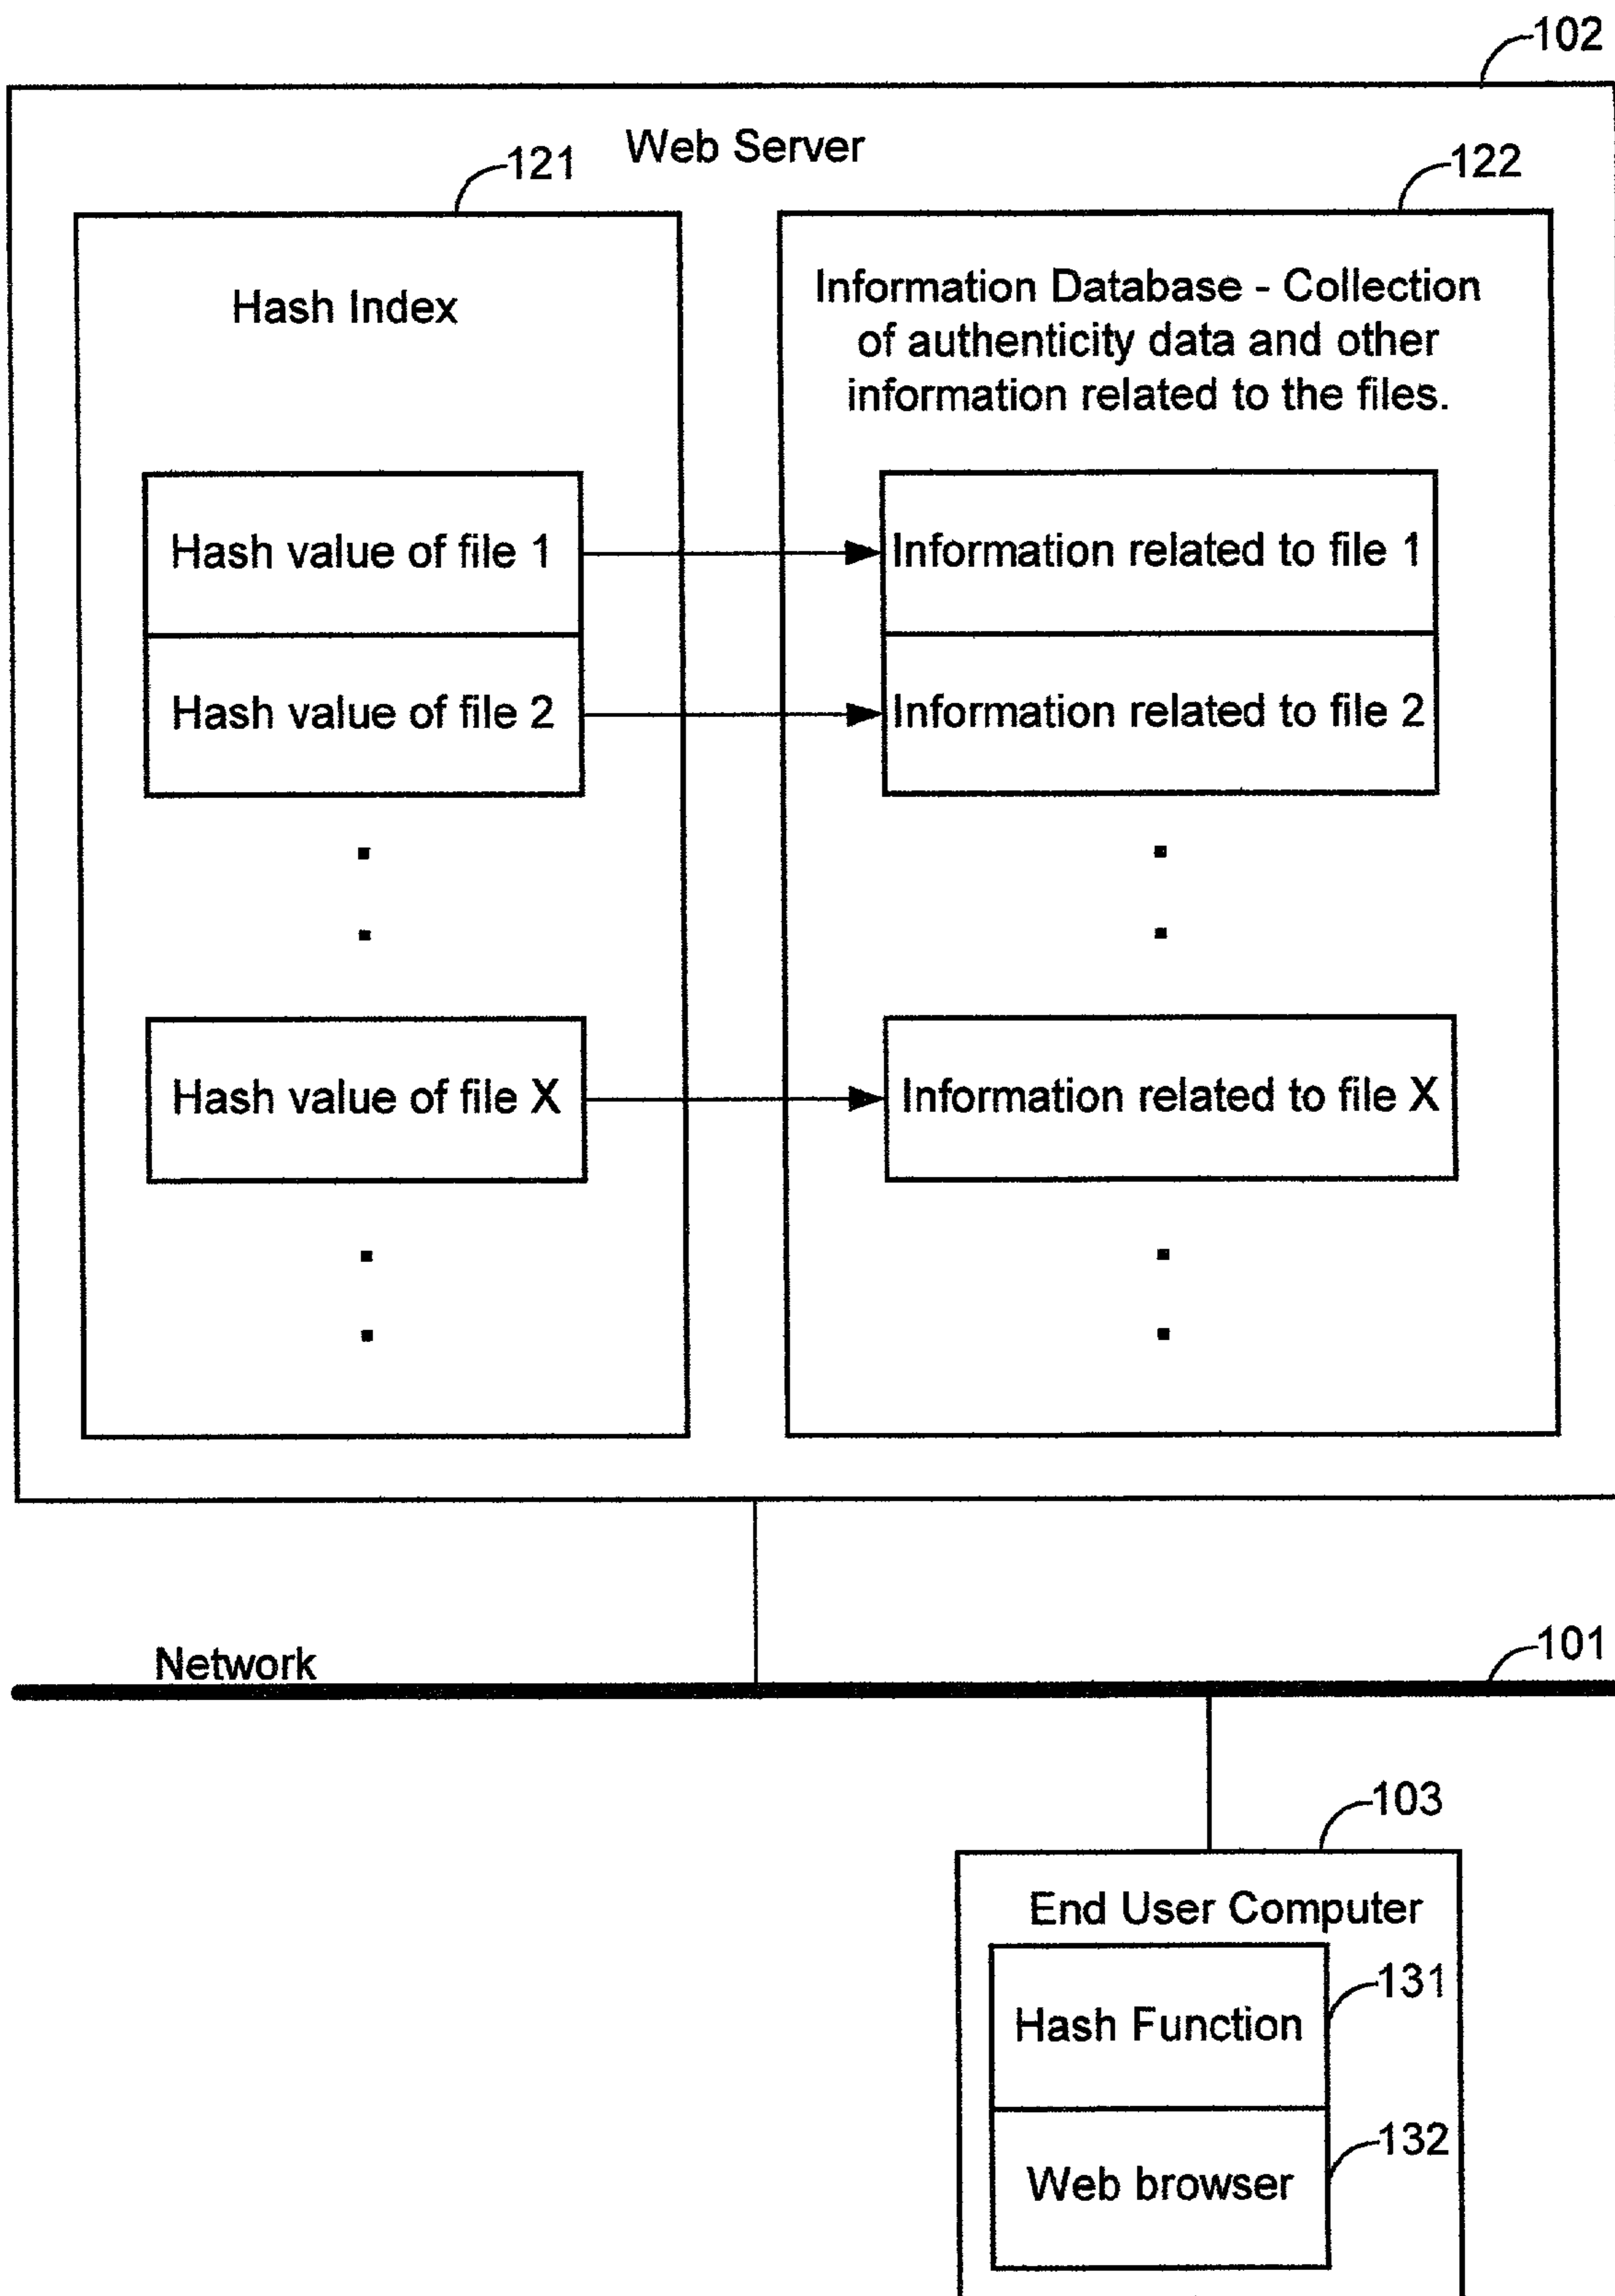 102
Web Server
121
122
Hash Index
Information Database - Collection
of authenticity data and other
information related to the files.
Hash value of file 1
Information related to file 1
Hash value of file 2
Information related to file 2
Hash value of file X
Information related to file X
Network
101
103
End User Computer
131
Hash Function
132
Web browser